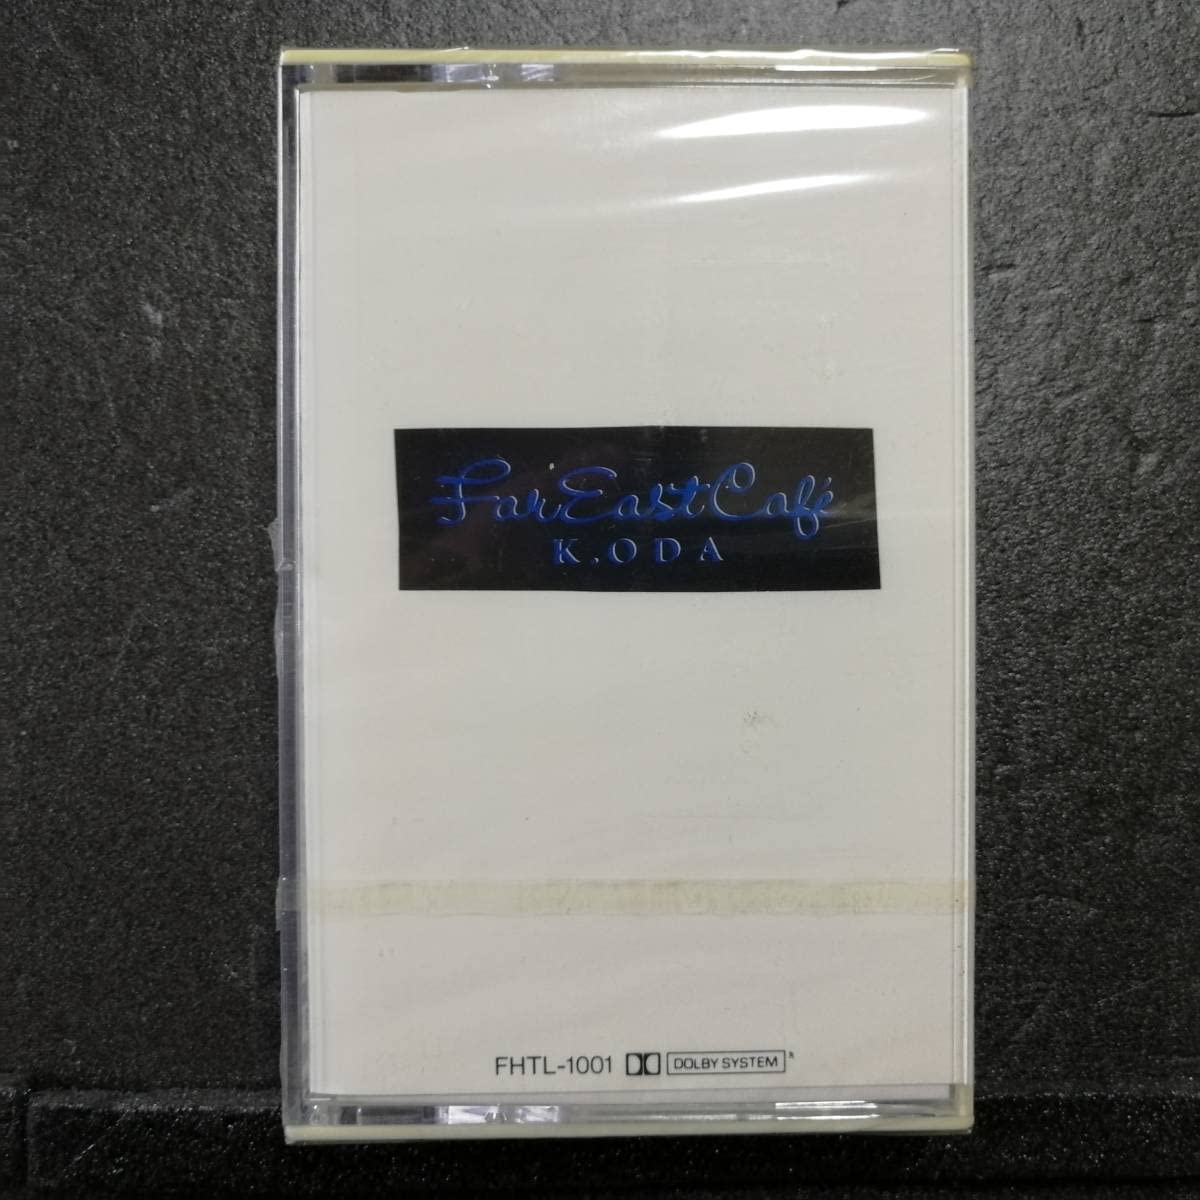 Far East Café
K.ODA
FHTL-1001 DOLBY SYSTEM